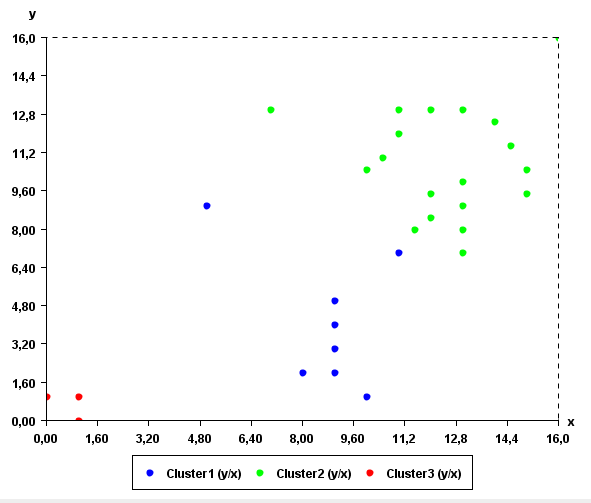 y
16,0
14,4
12,8
11,2
9,60
8,00
6,40
4,80
3,20
1,60
0,00
x
0,00 1,60 3,20 4,80 6,40 8,00 9,60 11,2 12,8 14,4 16,0
Cluster1 (y/x) Cluster2 (y/x) Cluster3 (y/x)